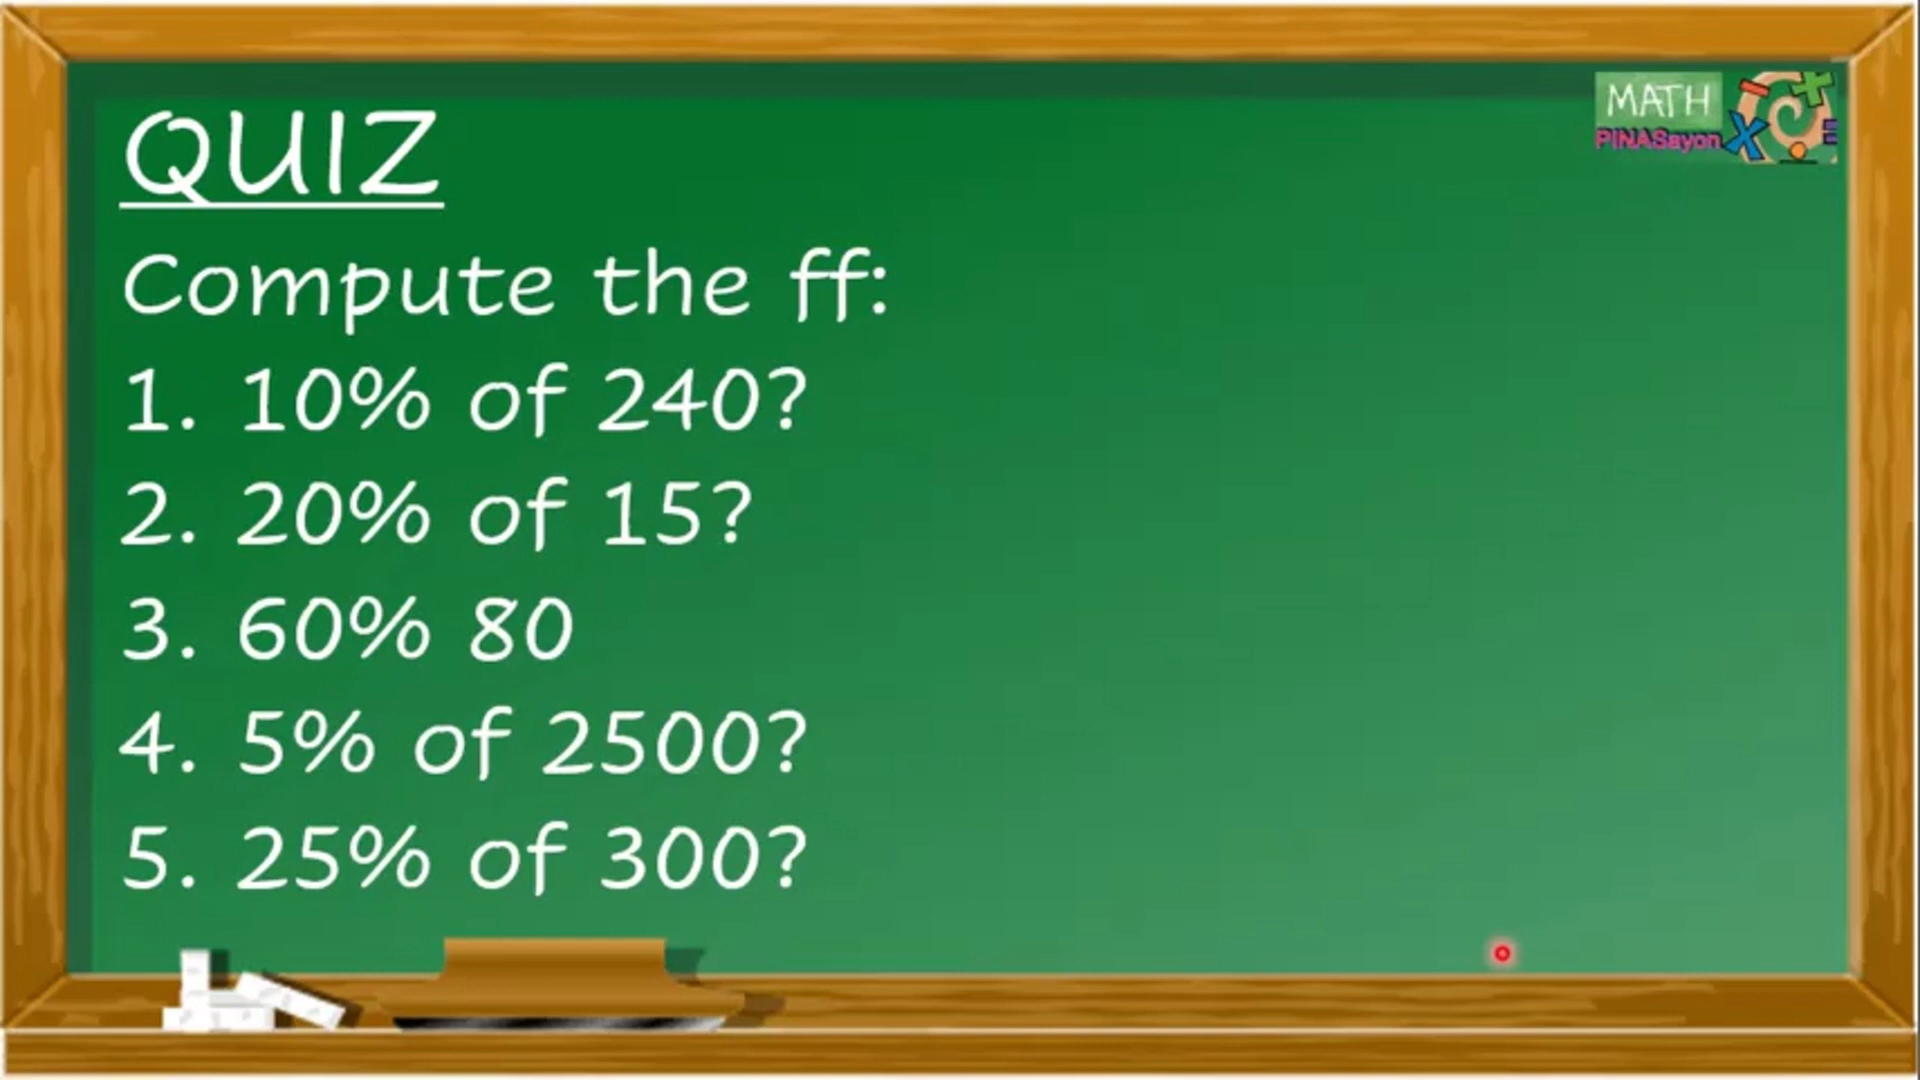 MATH
PINASayon
QUIZ
Compute the ff:
1. 10% of 240?
2. 20% of 15?
3. 60% 80
4. 5% of 2500?
5. 25% of 300?